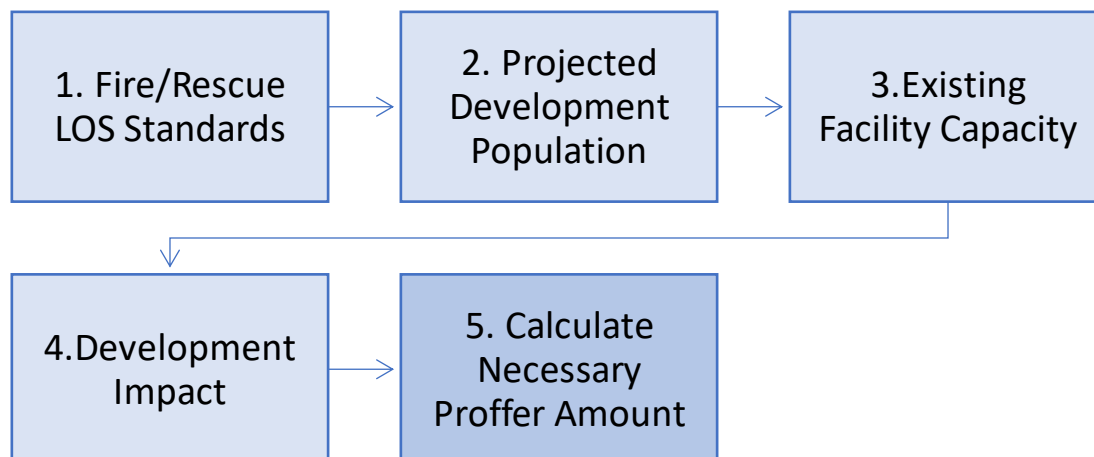 1. Fire/Rescue
LOS Standards
2. Projected
Development
Population
3.Existing
Facility Capacity
4.Development
Impact
5. Calculate
Necessary
Proffer Amount